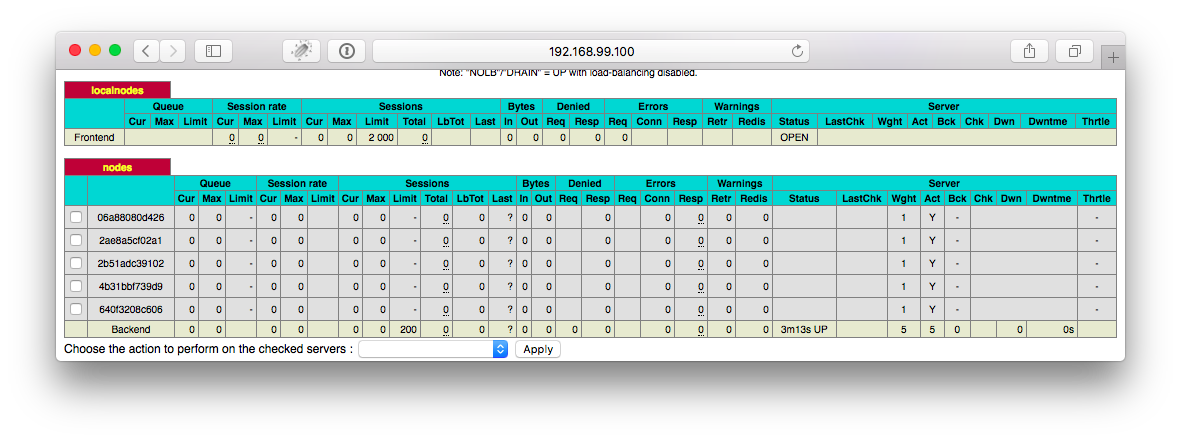 192.168.99.100
Note: "NOLB"/"DRAIN" = UP with load-balancing disabled.
localnodes
Queue Session rate Sessions Bytes Denied Errors Warnings Server
Cur Max Limit Cur Max Limit Cur Max Limit Total LbTot Last In Out Req Resp Req Conn Resp Retr Redis Status LastChk Wght Act Bck Chk Dwn Dwntme Thrtle
Frontend 0 0 - 0 0 2 000 0 0 0 0 0 0 OPEN
nodes
Queue Session rate Sessions Bytes Denied Errors Warnings Server
Cur Max Limit Cur Max Limit Cur Max Limit Total LbTot Last In Out Req Resp Req Conn Resp Retr Redis Status LastChk Wght Act Bck Chk Dwn Dwntme Thrtle
06a88080d426 0 0 - 0 0 0 0 - 0 0 ? 0 0 0 0 0 0 0 1 Y - -
2ae8a5cf02a1 0 0 - 0 0 0 0 - 0 0 ? 0 0 0 0 0 0 0 1 Y - -
2b51adc39102 0 0 - 0 0 0 0 - 0 0 ? 0 0 0 0 0 0 0 1 Y - -
4b31bbf739d9 0 0 - 0 0 0 0 - 0 0 ? 0 0 0 0 0 0 0 1 Y - -
640f3208c606 0 0 - 0 0 0 0 - 0 0 ? 0 0 0 0 0 0 0 1 Y - -
Backend 0 0 0 0 0 0 200 0 0 ? 0 0 0 0 0 0 0 0 3m13s UP 5 5 0 0 0s
Choose the action to perform on the checked servers : Apply